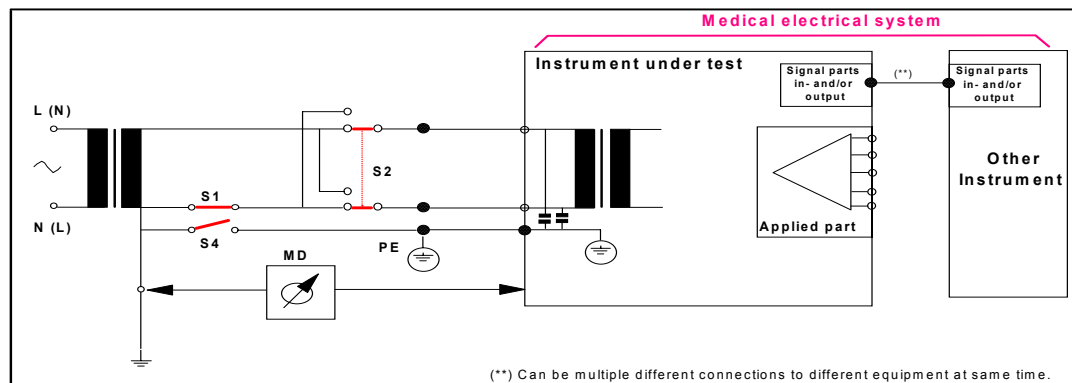 Medical electrical system
Instrument under test
Signal parts
in- and/or
output
(**)
Signal parts
in- and/or
output
L (N)
S2
Other
Instrument
S1
N (L)
S4
PE
Applied part
MD
(**) Can be multiple different connections to different equipment at same time.